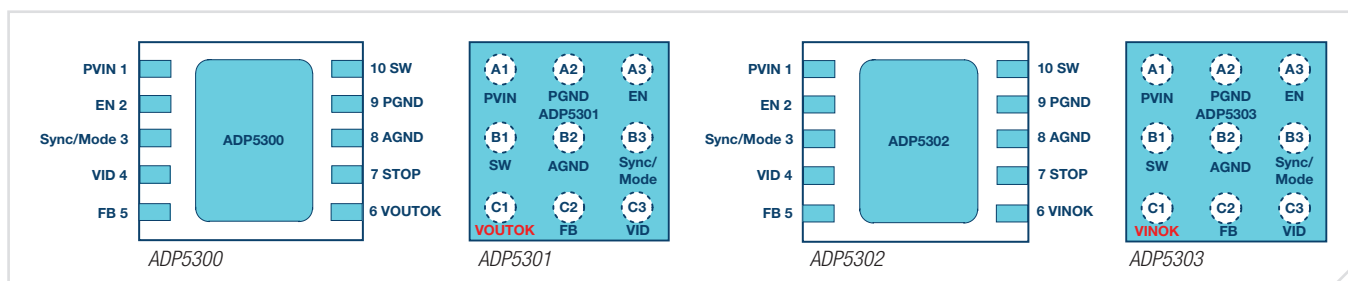 PVIN 1
EN 2
Sync/Mode 3
VID 4
FB 5
ADP5300
10 SW
9 PGND
8 AGND
7 STOP
6 VOUTOK
ADP5300
A1 A2 A3
PVIN PGND EN
ADP5301
B1 B2 B3
SW AGND Sync/
Mode
C1 C2 C3
VOUTOK FB VID
ADP5301
PVIN 1
EN 2
Sync/Mode 3
VID 4
FB 5
ADP5302
10 SW
9 PGND
8 AGND
7 STOP
6 VINOK
ADP5302
A1 A2 A3
PVIN PGND EN
ADP5303
B1 B2 B3
SW AGND Sync/
Mode
C1 C2 C3
VINOK FB VID
ADP5303